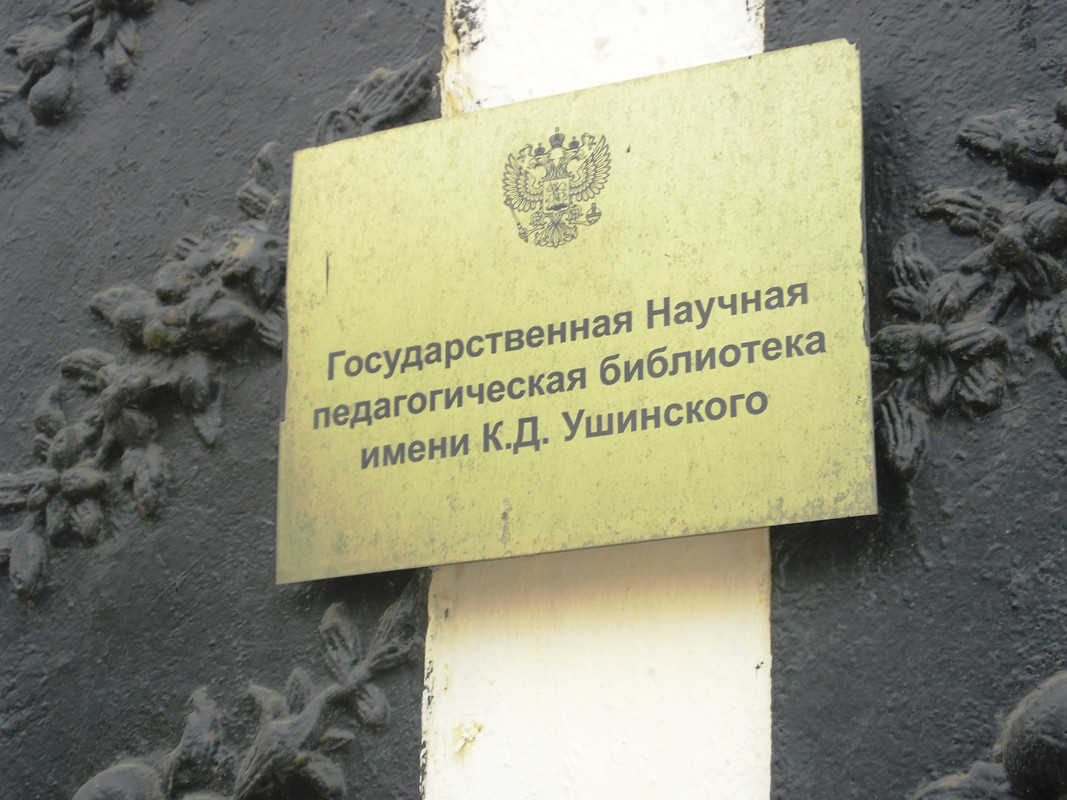 Государственная Научная
педагогическая библиотека
имени К.Д. Ушинского